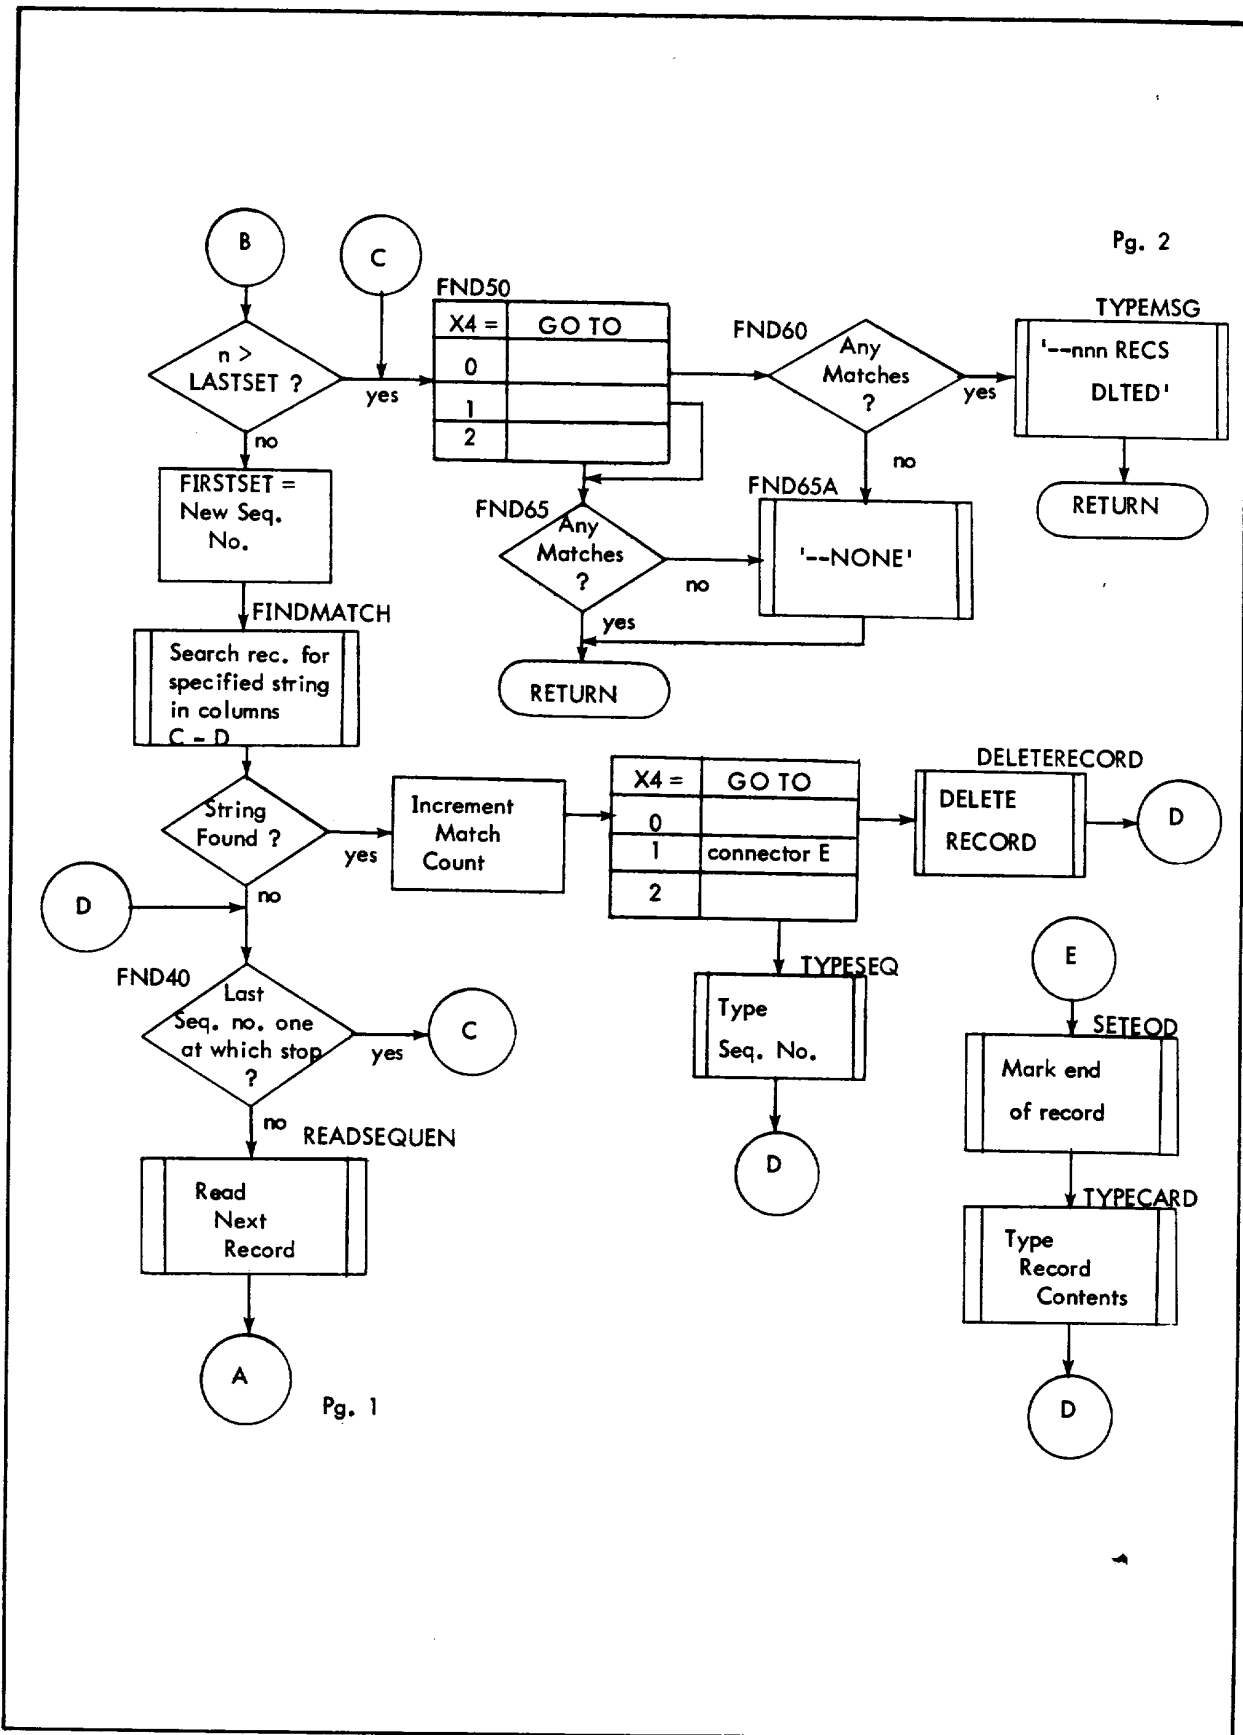 Pg. 2
B
C
n >
LASTSET ?
yes
no
FND50
X4 = GO TO
0
1
2
FND60
Any
Matches
?
yes
no
TYPEMSG
'--nnn RECS
DLTED'
RETURN
FIRSTSET =
New Seq.
No.
FND65
Any
Matches
?
no
yes
FND65A
'--NONE'
RETURN
FINDMATCH
Search rec. for
specified string
in columns
C - D
String
Found ?
yes
no
Increment
Match
Count
X4 = GO TO
0
1 connector E
2
DELETERECORD
DELETE
RECORD
D
D
FND40
Last
Seq. no. one
at which stop
?
yes
no
C
TYPESEQ
Type
Seq. No.
D
E
SETEOD
Mark end
of record
TYPECARD
Type
Record
Contents
D
READSEQUEN
Read
Next
Record
A
Pg. 1